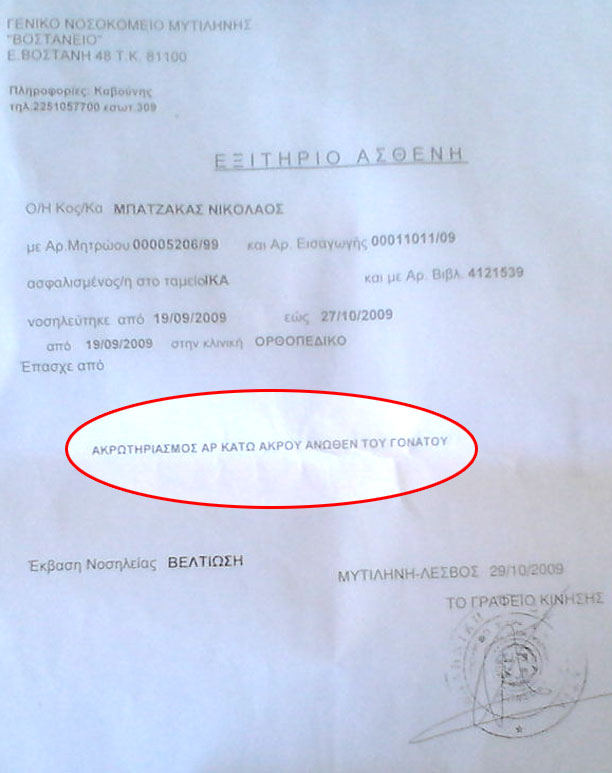 ΓΕΝΙΚΟ ΝΟΣΟΚΟΜΕΙΟ ΜΥΤΙΛΗΝΗΣ
"ΒΟΣΤΑΝΕΙΟ"
Ε.ΒΟΣΤΑΝΗ 48 Τ.Κ. 81100
Πληροφορίες: Καβούνης
τηλ.2251057700 εσωτ.309
ΕΞΙΤΗΡΙΟ ΑΣΘΕΝΗ
Ο/Η Κος/Κα ΜΠΑΤΖΑΚΑΣ ΝΙΚΟΛΑΟΣ
με Αρ.Μητρώου 00005206/99 και Αρ. Εισαγωγής 00011011/09
ασφαλισμένος/η στο ταμείοΙΚΑ και με Αρ. Βιβλ. 4121539
νοσηλεύτηκε από 19/09/2009 εώς 27/10/2009
από 19/09/2009 στην κλινική ΟΡΘΟΠΕΔΙΚΟ
Έπασχε από
ΑΚΡΩΤΗΡΙΑΣΜΟΣ ΑΡ ΚΑΤΩ ΑΚΡΟΥ ΑΝΩΘΕΝ ΤΟΥ ΓΟΝΑΤΟΥ
Έκβαση Νοσηλείας ΒΕΛΤΙΩΣΗ
ΜΥΤΙΛΗΝΗ-ΛΕΣΒΟΣ 29/10/2009
ΤΟ ΓΡΑΦΕΙΟ ΚΙΝΗΣΗΣ